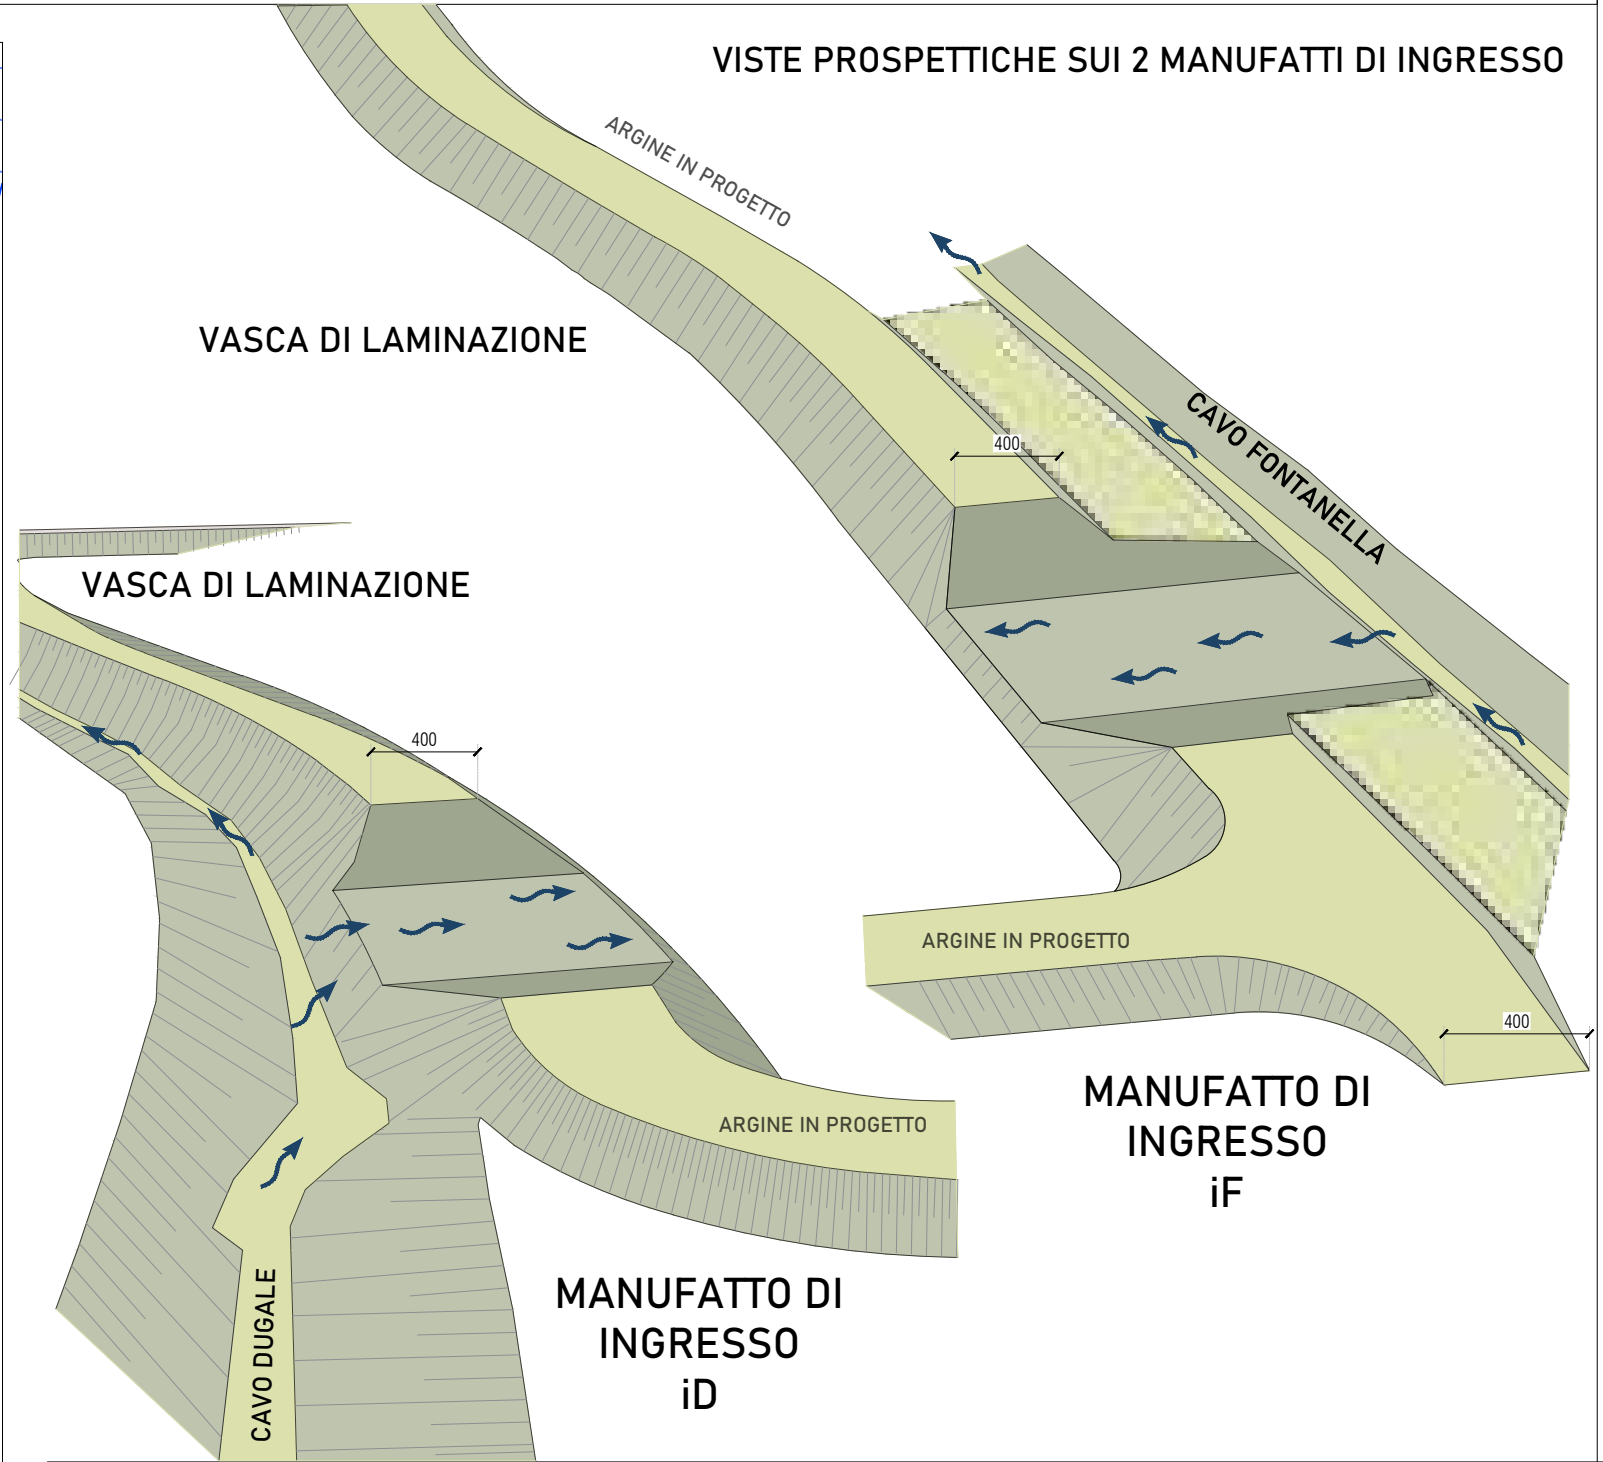 VISTE PROSPETTICHE SUI 2 MANUFATTI DI INGRESSO
ARGINE IN PROGETTO
VASCA DI LAMINAZIONE
CAVO FONTANELLA
400
VASCA DI LAMINAZIONE
400
ARGINE IN PROGETTO
400
MANUFATTO DI
INGRESSO
iF
ARGINE IN PROGETTO
MANUFATTO DI
INGRESSO
iD
CAVO DUGALE